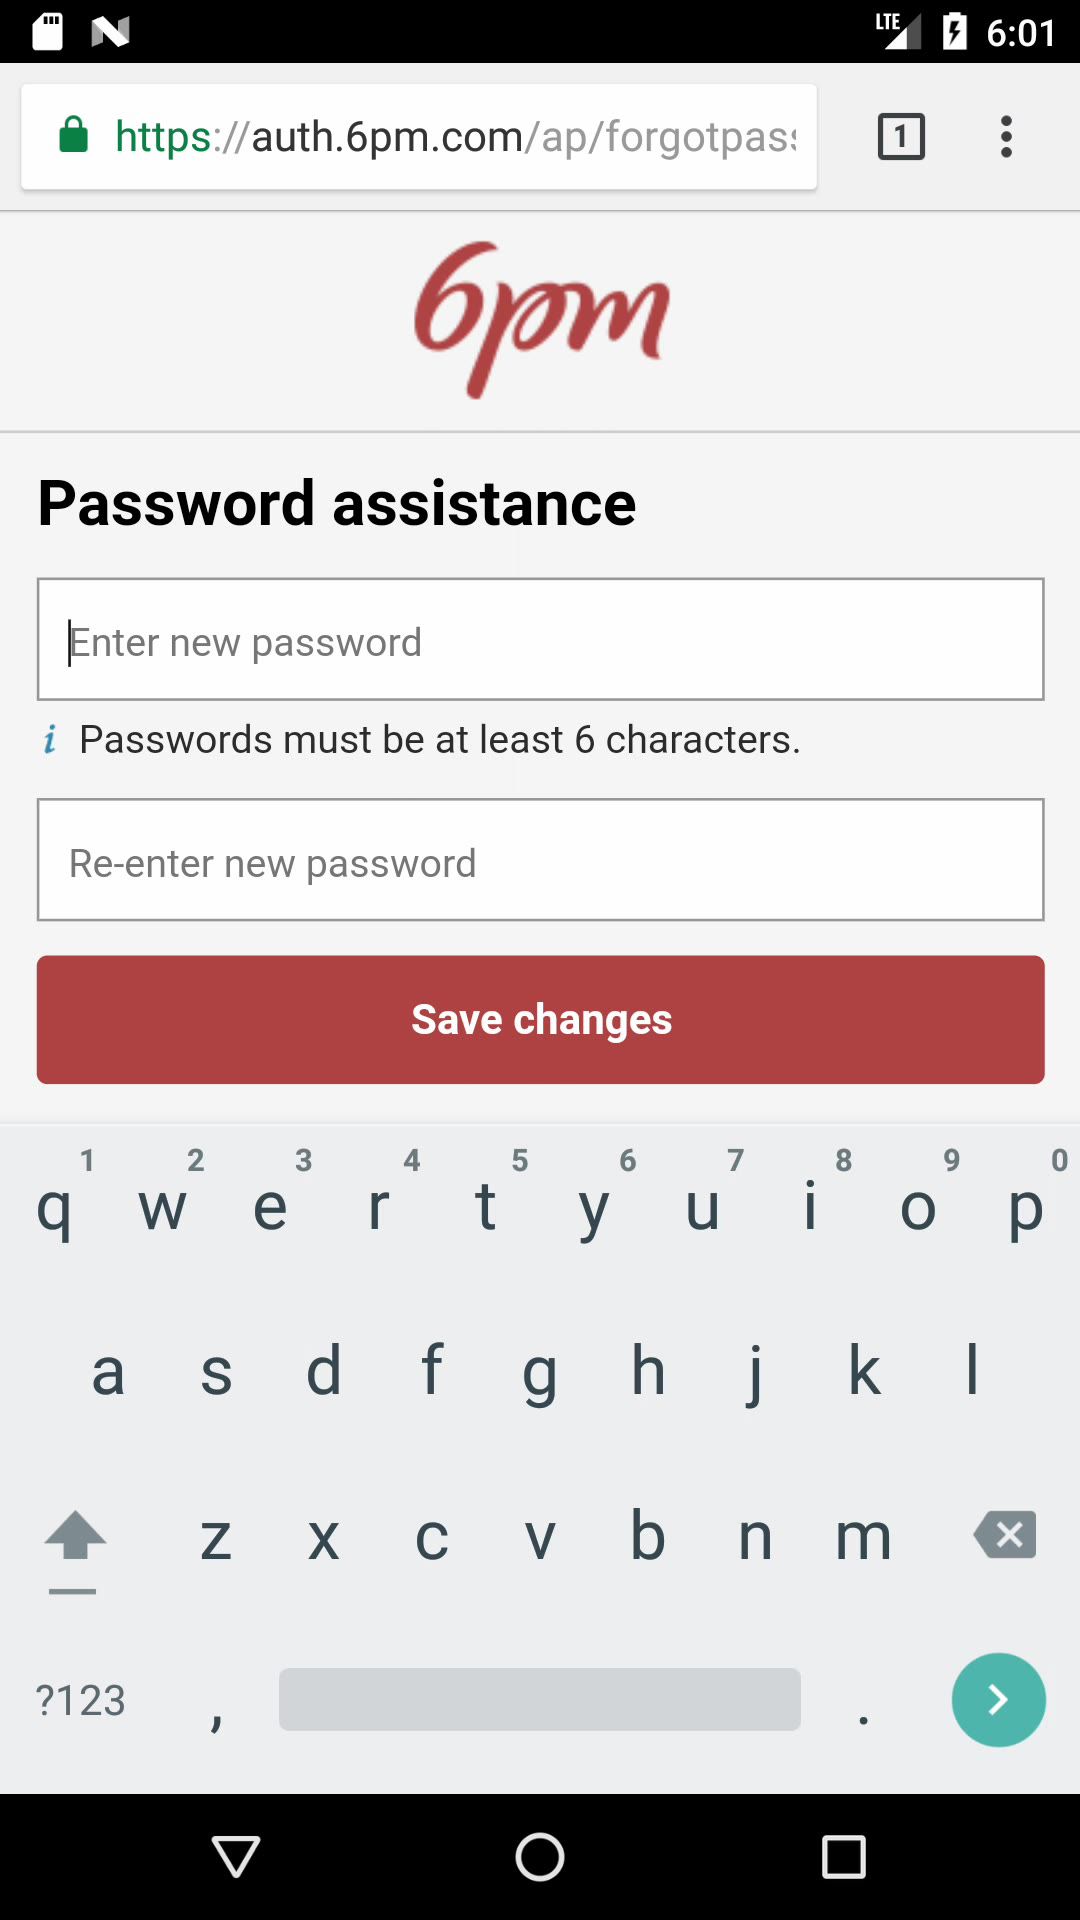 LTE 6:01
https://auth.6pm.com/ap/forgotpas
1
6pm
Password assistance
Enter new password
i Passwords must be at least 6 characters.
Re-enter new password
Save changes
1 2 3 4 5 6 7 8 9 0
q w e r t y u i o p
a s d f g h j k l
z x c v b n m
?123 , .